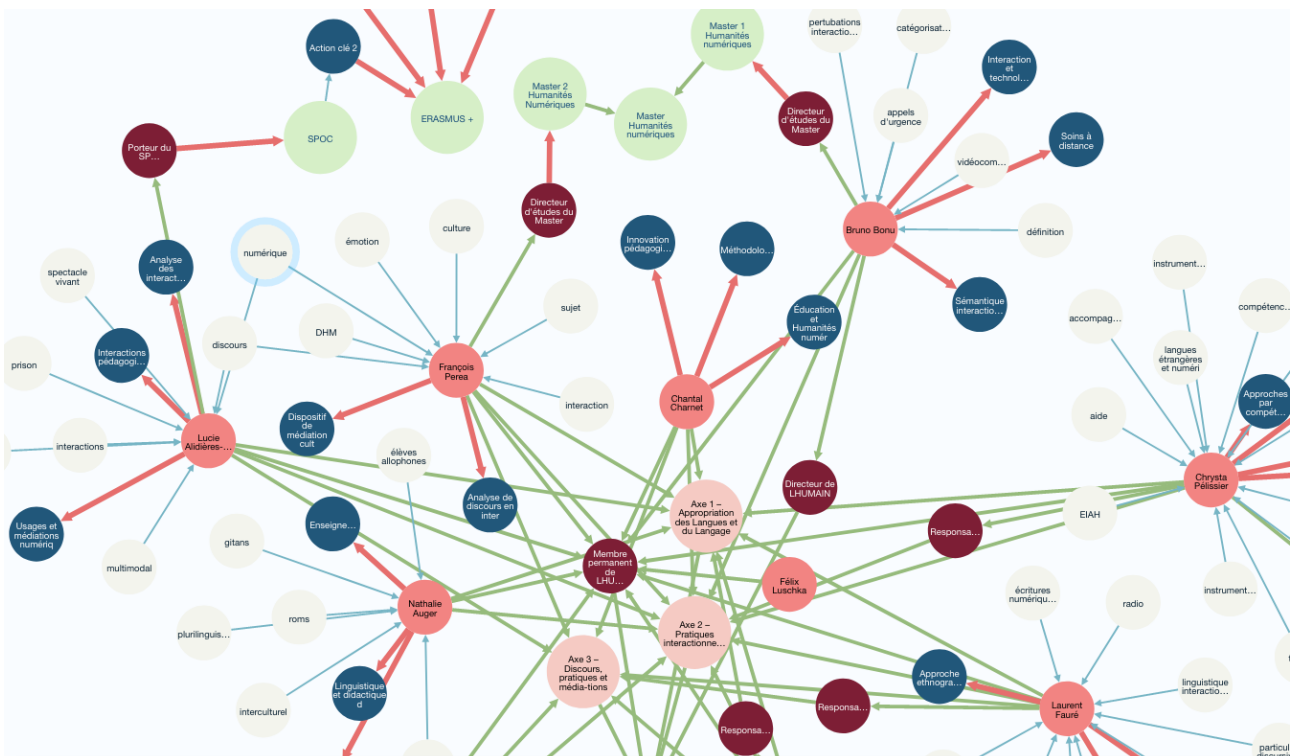 Action clé 2
Master 1
Humanités
numériques
pertubations
interactio…
catégorisat…
Interaction
et
technol…
Master 2
Humanités
Numériques
ERASMUS +
SPOC
Master
Humanités
numériques
Directeur
d'études du
Master
appels
d'urgence
Soins à
distance
Porteur du
SP…
vidéocom…
Directeur
d'études du
Master
Bruno Bonu
définition
numérique
émotion
culture
Innovation
pédagogi…
Méthodolo…
spectacle
vivant
Analyse
des
interact…
instrument…
Sémantique
interactio…
sujet
Éducation et
Humanités
numér
compétenc…
accompag…
DHM
Interactions
pédagogi…
discours
langues
étrangères
et numéri
prison
François
Perea
Chantal
Charnet
interaction
Approches
par
compét…
aide
Dispositif
de
médiation
cult
Lucie
Alidières-…
interactions
élèves
allophones
Chrysta
Pélissier
Directeur de
LHUMAIN
Analyse de
discours en
inter
Axe 1 –
Appropriation
des Langues et
du Langage
EIAH
Usages et
médiations
numériq
Enseigne…
Responsa…
gitans
Membre
permanent
de LHU…
multimodal
Félix
Luschka
écritures
numériqu…
instrument…
radio
Nathalie
Auger
roms
plurilinguis…
Axe 2 –
Pratiques
interactionne…
Axe 3 –
Discours,
pratiques et
média-tions
Approche
ethnogra…
linguistique
interactio…
Linguistique
et didactique
d
interculturel
Responsa…
Laurent
Fauré
Responsa…
particul